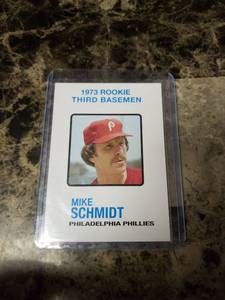 1973 ROOKIE
THIRD BASEMEN
P
MIKE
SCHMIDT
PHILADELPHIA PHILLIES